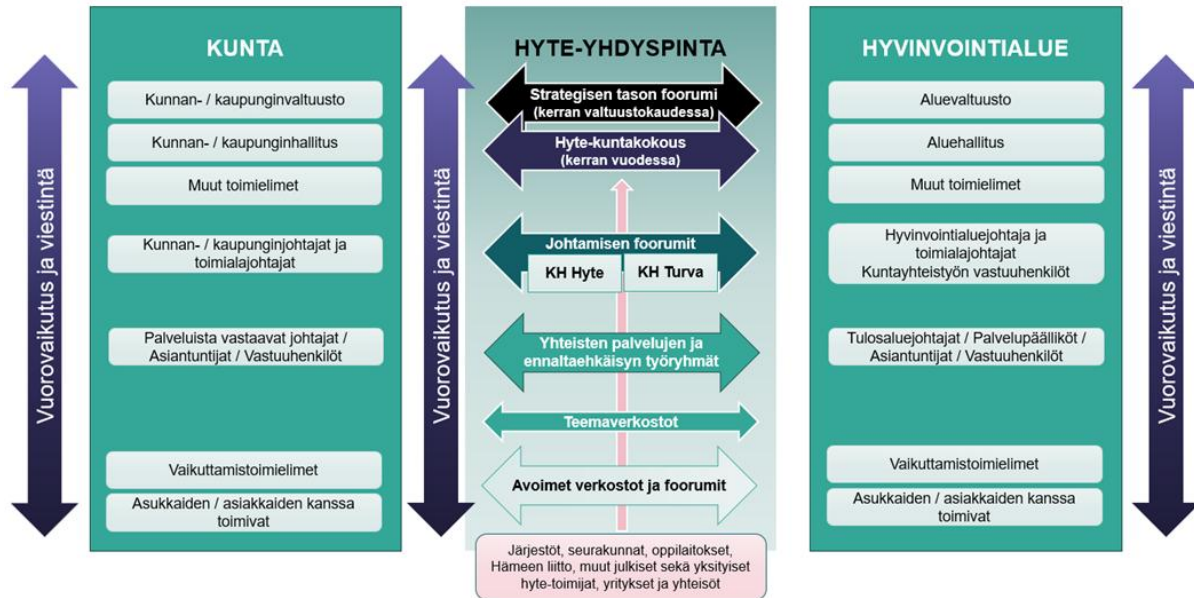 Vuorovaikutus ja viestintä
KUNTA
Kunnan- / kaupunginvaltuusto
Kunnan- / kaupunginhallitus
Muut toimielimet
Kunnan- / kaupunginjohtajat ja
toimialajohtajat
Palveluista vastaavat johtajat /
Asiantuntijat / Vastuuhenkilöt
Vaikuttamistoimielimet
Asukkaiden / asiakkaiden kanssa
toimivat
Vuorovaikutus ja viestintä
HYTE-YHDYSPINTA
Strategisen tason foorumi
(kerran valtuustokaudessa)
Hyte-kuntakokous
(kerran vuodessa)
Johtamisen foorumit
KH Hyte
KH Turva
Yhteisten palvelujen ja
ennaltaehkäisyn työryhmät
Teemaverkostot
Avoimet verkostot ja foorumit
Järjestöt, seurakunnat, oppilaitokset,
Hämeen liitto, muut julkiset sekä yksityiset
hyte-toimijat, yritykset ja yhteisöt
HYVINVOINTIALUE
Aluevaltuusto
Aluehallitus
Muut toimielimet
Hyvinvointialuejohtaja ja
toimialajohtajat
Kuntayhteistyön vastuuhenkilöt
Tulosaluejohtajat / Palvelupäälliköt /
Asiantuntijat / Vastuuhenkilöt
Vaikuttamistoimielimet
Asukkaiden / asiakkaiden kanssa
toimivat
Vuorovaikutus ja viestintä